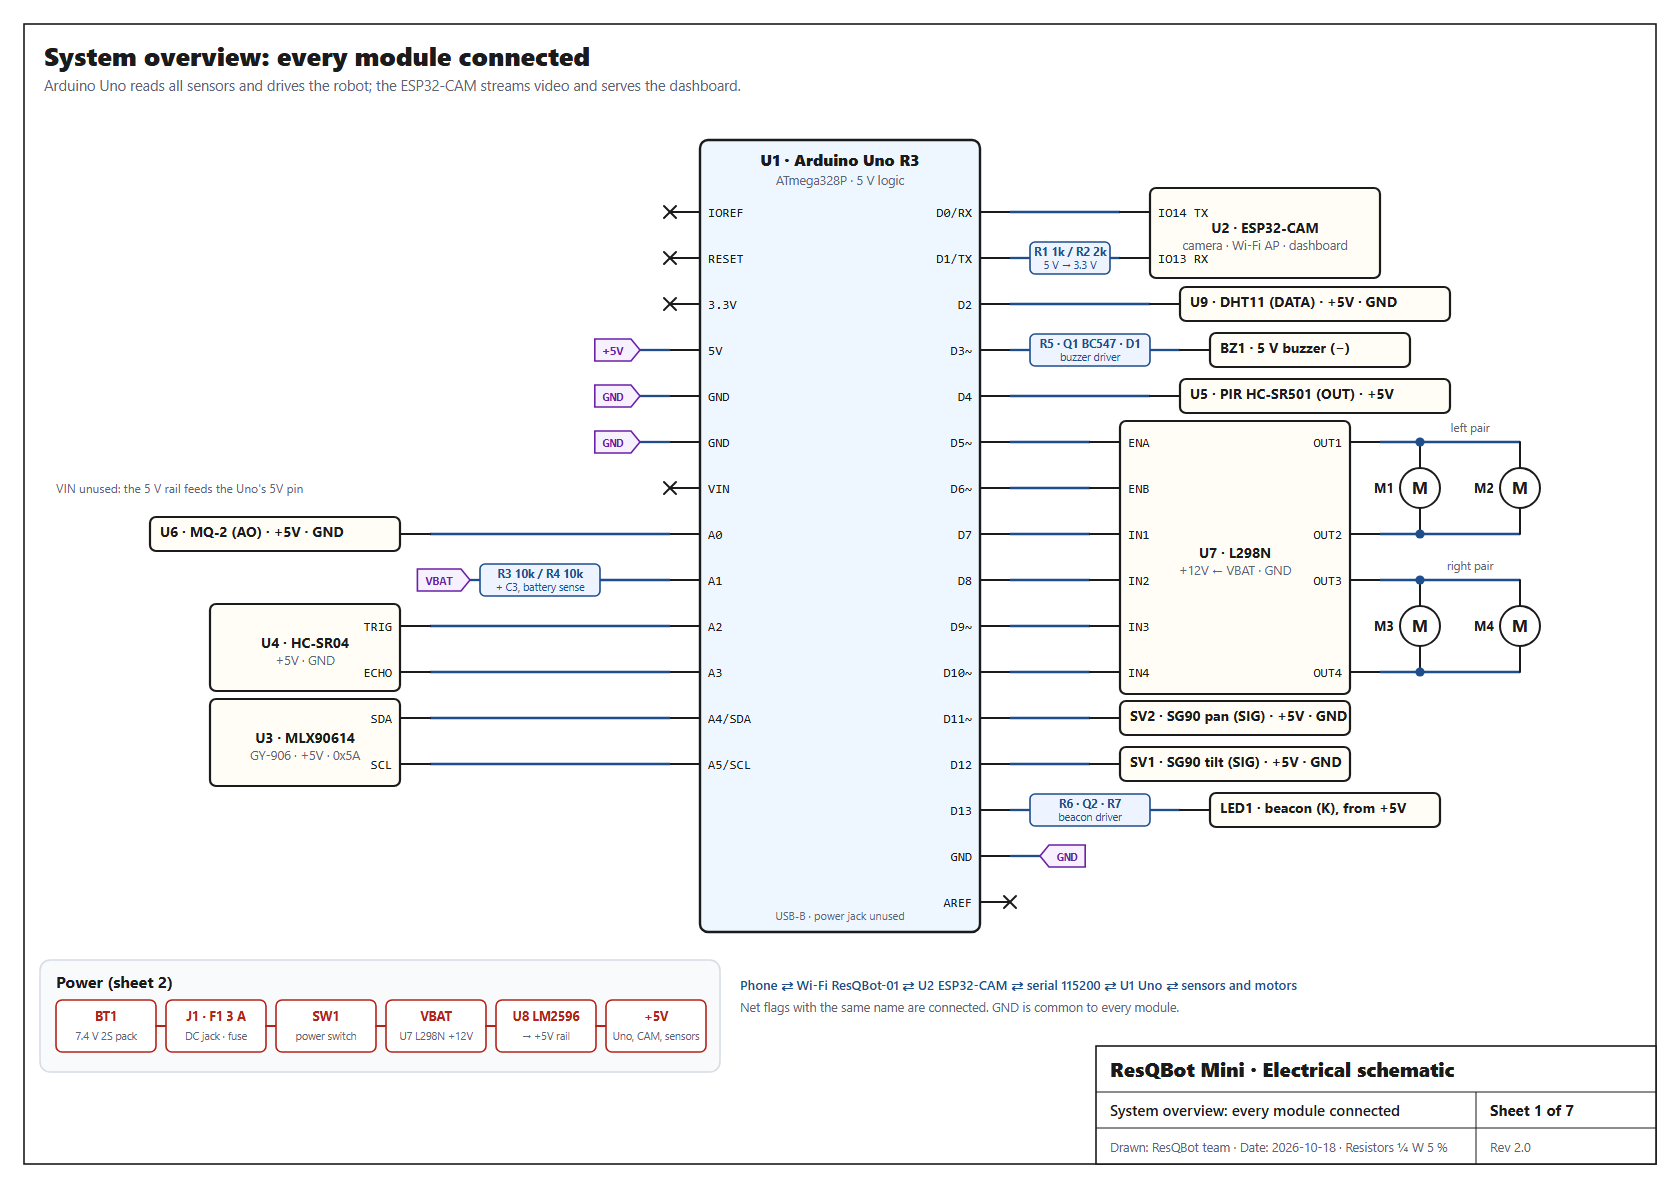 System overview: every module connected
Arduino Uno reads all sensors and drives the robot; the ESP32-CAM streams video and serves the dashboard.
U1 · Arduino Uno R3
ATmega328P · 5 V logic
IOREF
RESET
3.3V
+5V
5V
GND
GND
GND
GND
VIN unused: the 5 V rail feeds the Uno's 5V pin
VIN
U6 · MQ-2 (AO) · +5V · GND
A0
VBAT
R3 10k / R4 10k
+ C3, battery sense
A1
U4 · HC-SR04
+5V · GND
TRIG
ECHO
A2
A3
U3 · MLX90614
GY-906 · +5V · 0x5A
SDA
SCL
A4/SDA
A5/SCL
D0/RX
D1/TX
R1 1k / R2 2k
5 V → 3.3 V
IO14 TX
U2 · ESP32-CAM
camera · Wi-Fi AP · dashboard
IO13 RX
D2
U9 · DHT11 (DATA) · +5V · GND
D3~
R5 · Q1 BC547 · D1
buzzer driver
BZ1 · 5 V buzzer (−)
D4
U5 · PIR HC-SR501 (OUT) · +5V
D5~
D6~
D7
D8
D9~
D10~
ENA
ENB
IN1
IN2
IN3
IN4
U7 · L298N
+12V ← VBAT · GND
OUT1
OUT2
OUT3
OUT4
left pair
M1
M
M2
M
right pair
M3
M
M4
M
D11~
SV2 · SG90 pan (SIG) · +5V · GND
D12
SV1 · SG90 tilt (SIG) · +5V · GND
D13
R6 · Q2 · R7
beacon driver
LED1 · beacon (K), from +5V
GND
GND
AREF
USB-B · power jack unused
Power (sheet 2)
BT1
7.4 V 2S pack
J1 · F1 3 A
DC jack · fuse
SW1
power switch
VBAT
U7 L298N +12V
U8 LM2596
→ +5V rail
+5V
Uno, CAM, sensors
Phone ⇄ Wi-Fi ResQBot-01 ⇄ U2 ESP32-CAM ⇄ serial 115200 ⇄ U1 Uno ⇄ sensors and motors
Net flags with the same name are connected. GND is common to every module.
ResQBot Mini · Electrical schematic
System overview: every module connected
Sheet 1 of 7
Drawn: ResQBot team · Date: 2026-10-18 · Resistors ¼ W 5 %
Rev 2.0